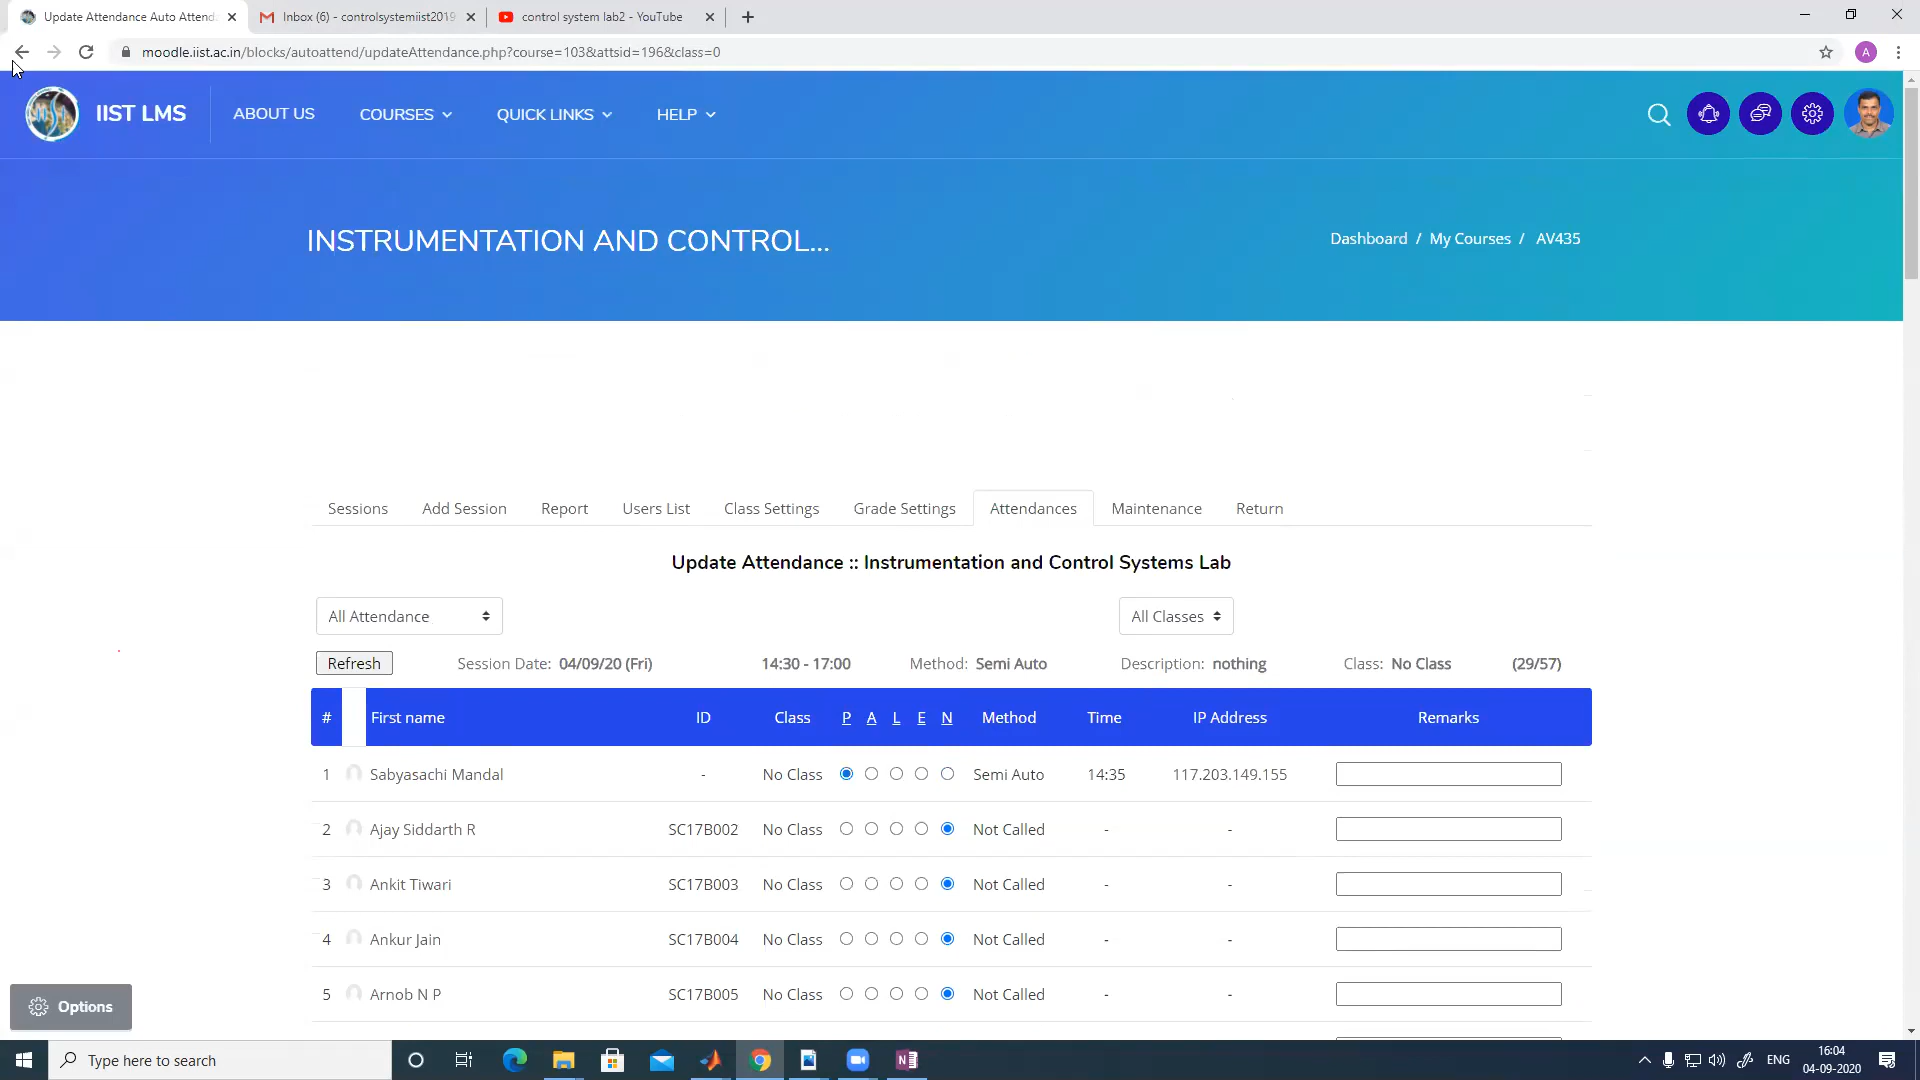 Update Attendance Auto Attend
Inbox (6) - controlsystemiist2019
control system lab2 - YouTube
moodle.iist.ac.in/blocks/autoattend/updateAttendance.php?course=103&attsid=196&class=0
A
IIST LMS
ABOUT US
COURSES
QUICK LINKS
HELP
INSTRUMENTATION AND CONTROL...
Dashboard / My Courses / AV435
Sessions Add Session Report Users List Class Settings Grade Settings Attendances Maintenance Return
Update Attendance :: Instrumentation and Control Systems Lab
All Attendance All Classes
Refresh Session Date: 04/09/20 (Fri) 14:30 - 17:00 Method: Semi Auto Description: nothing Class: No Class (29/57)
# First name ID Class P A L E N Method Time IP Address Remarks
1 Sabyasachi Mandal - No Class Semi Auto 14:35 117.203.149.155
2 Ajay Siddarth R SC17B002 No Class Not Called - -
3 Ankit Tiwari SC17B003 No Class Not Called - -
4 Ankur Jain SC17B004 No Class Not Called - -
5 Arnob N P SC17B005 No Class Not Called - -
Options
Type here to search
ENG
16:04
04-09-2020